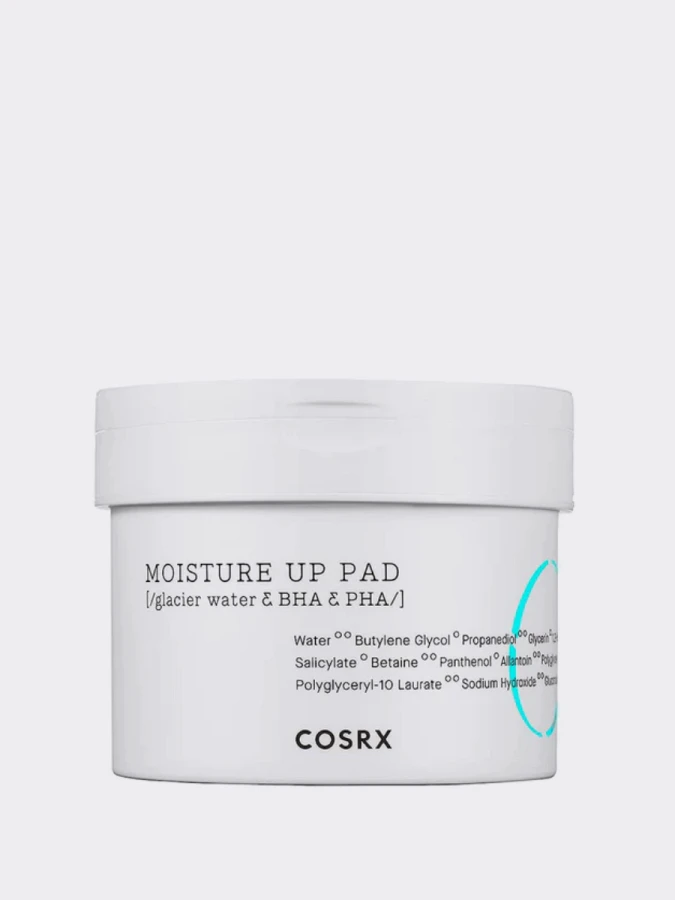 MOISTURE UP PAD
[/glacier water & BHA & PHA/]
Water °° Butylene Glycol ° Propanediol °° Glycerin °
Salicylate ° Betaine °° Panthenol ° Allantoin °°
Polyglyceryl-10 Laurate °° Sodium Hydroxide °°
COSRX